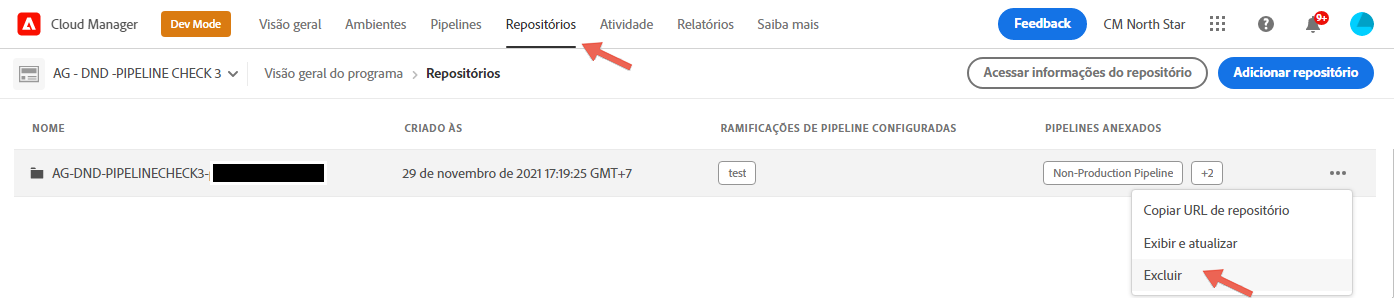 Cloud Manager Dev Mode Visão geral Ambientes Pipelines Repositórios Atividade Relatórios Saiba mais Feedback CM North Star 9+
AG - DND -PIPELINE CHECK 3 Visão geral do programa Repositórios Acessar informações do repositório Adicionar repositório
NOME CRIADO ÀS RAMIFICAÇÕES DE PIPELINE CONFIGURADAS PIPELINES ANEXADOS
AG-DND-PIPELINECHECK3- 29 de novembro de 2021 17:19:25 GMT+7 test Non-Production Pipeline +2
Copiar URL de repositório
Exibir e atualizar
Excluir